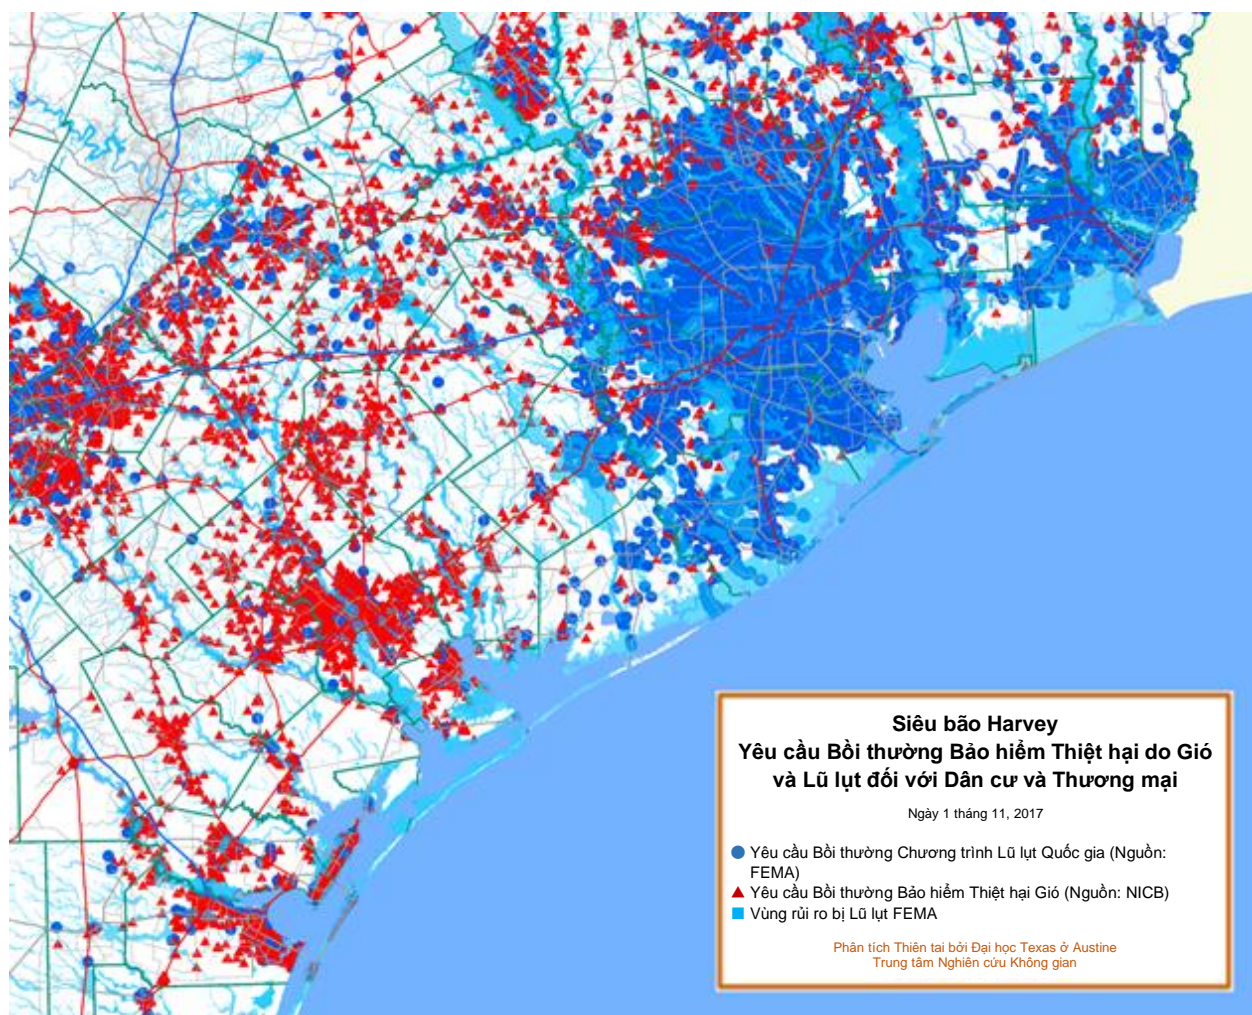 Siêu bão Harvey
Yêu cầu Bồi thường Bảo hiểm Thiệt hại do Gió
và Lũ lụt đối với Dân cư và Thương mại
Ngày 1 tháng 11, 2017
Yêu cầu Bồi thường Chương trình Lũ lụt Quốc gia (Nguồn:
FEMA)
Yêu cầu Bồi thường Bảo hiểm Thiệt hại Gió (Nguồn: NICB)
Vùng rủi ro bị Lũ lụt FEMA
Phân tích Thiên tai bởi Đại học Texas ở Austine
Trung tâm Nghiên cứu Không gian